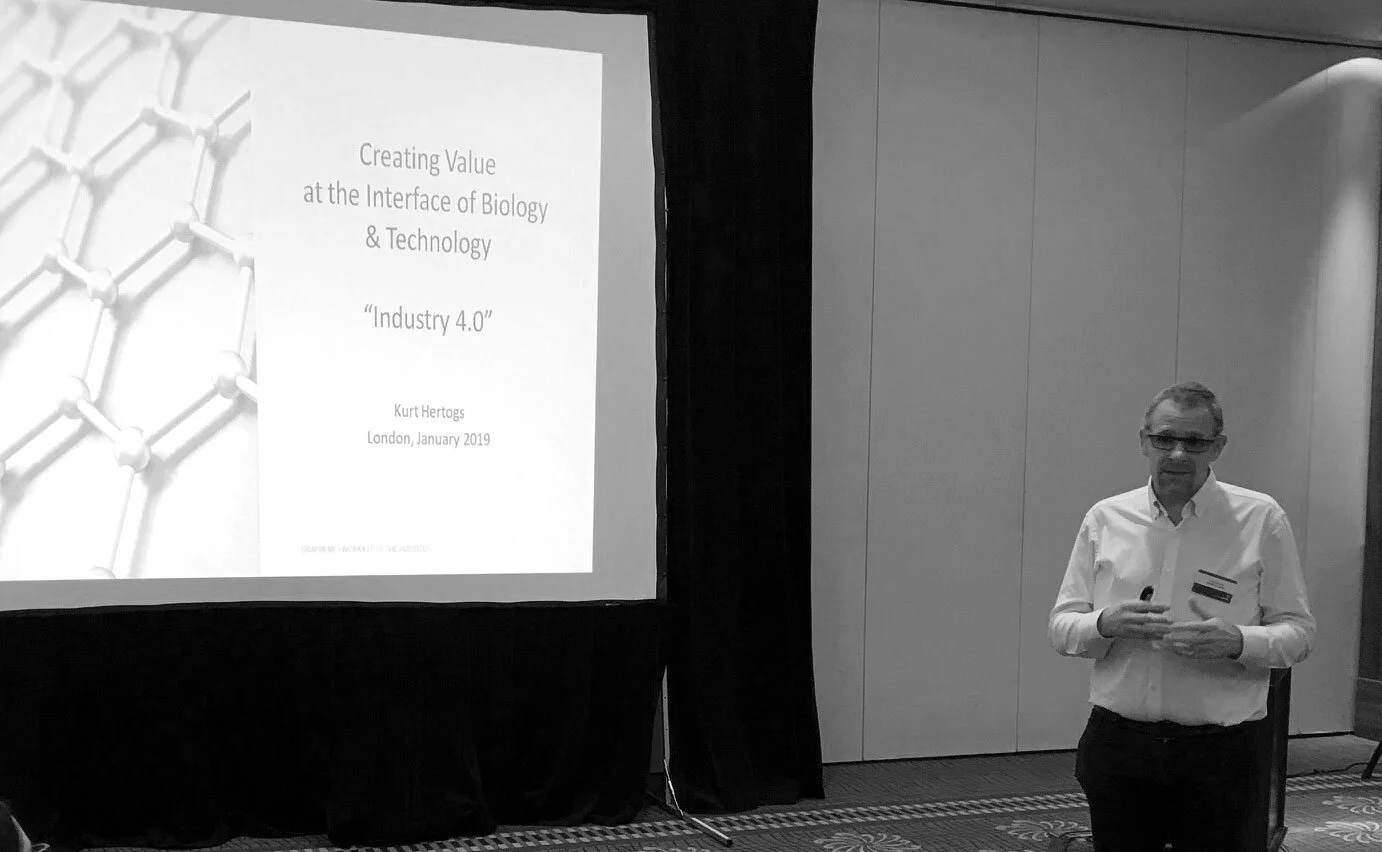 Creating Value
at the Interface of Biology
& Technology
“Industry 4.0”
Kurt Hertogs
London, January 2019